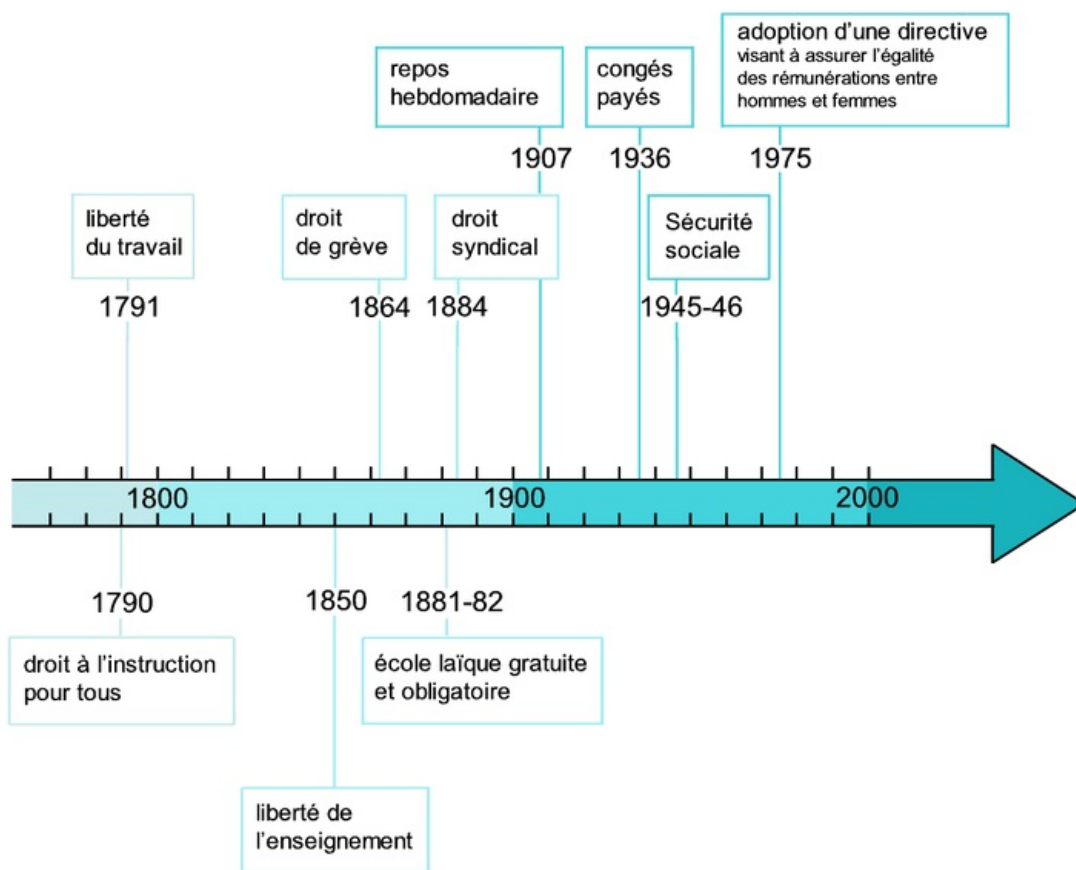 adoption d’une directive
visant à assurer l’égalité
des rémunérations entre
hommes et femmes
repos
hebdomadaire
congés
payés
1907
1936
1975
liberté
du travail
droit
de grève
droit
syndical
Sécurité
sociale
1791
1864
1884
1945-46
1800
1900
2000
1790
1850
1881-82
droit à l’instruction
pour tous
école laïque gratuite
et obligatoire
liberté de
l’enseignement